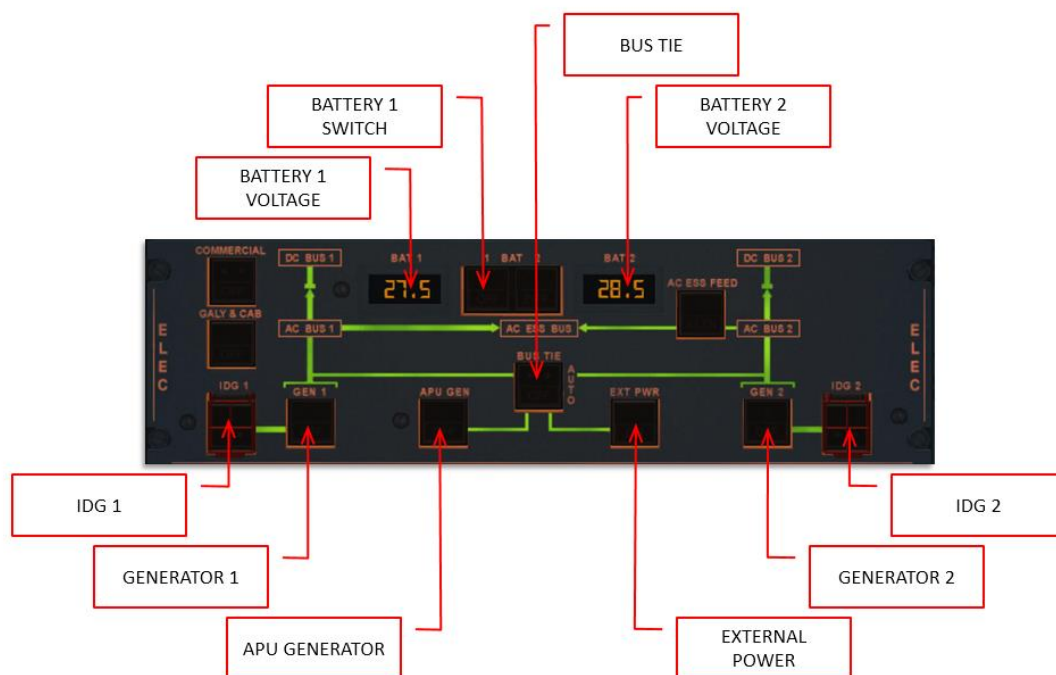 BUS TIE
BATTERY 1
SWITCH
BATTERY 2
VOLTAGE
BATTERY 1
VOLTAGE
COMMERCIAL
DC BUS 1
BAT 1
1 BAT 2
BAT 2
DC BUS 2
27.5
28.5
AC ESS FEED
GALY & CAB
AC BUS 1
AC ESS BUS
AC BUS 2
ELEC
ELEC
BUS TIE
AUTO
IDG 1
GEN 1
APU GEN
EXT PWR
GEN 2
IDG 2
IDG 1
IDG 2
GENERATOR 1
GENERATOR 2
APU GENERATOR
EXTERNAL
POWER